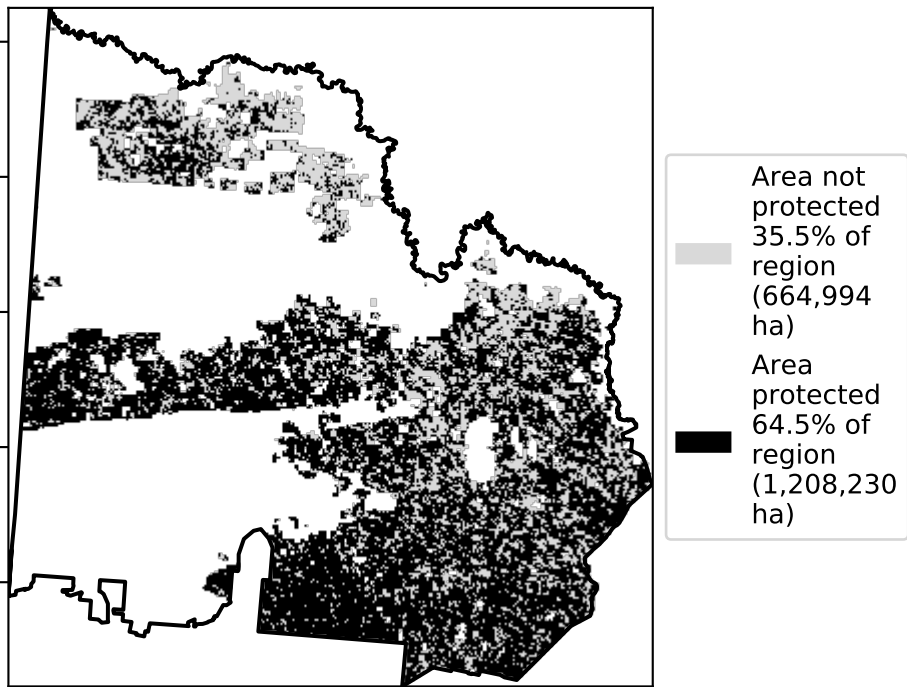 Area not
protected
35.5% of
region
(664,994
ha)
Area
protected
64.5% of
region
(1,208,230
ha)